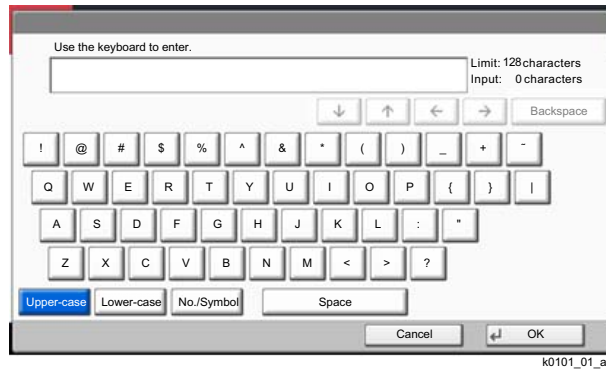 Use the keyboard to enter.
Limit: 128 characters
Input: 0 characters
↓ ↑ ← → Backspace
! @ # $ % ^ & * ( ) _ + ~
Q W E R T Y U I O P { } |
A S D F G H J K L : "
Z X C V B N M < > ?
Upper-case Lower-case No./Symbol Space
Cancel OK
k0101_01_a